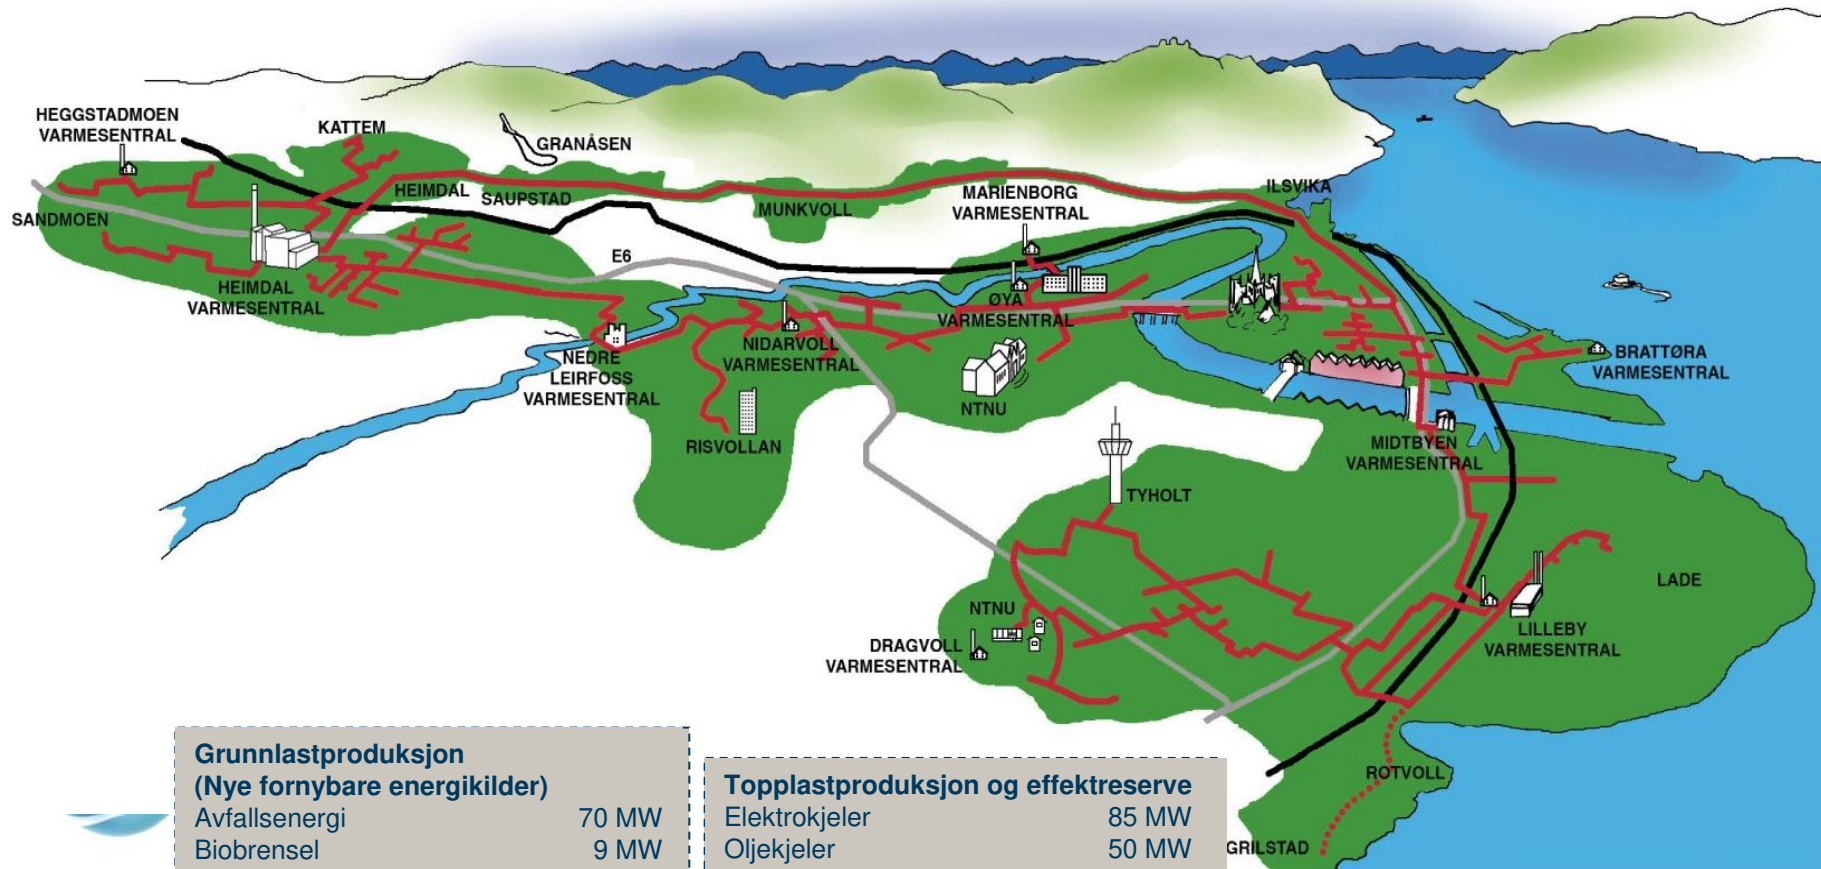 HEGGSTADMOEN
VARMESENTRAL
KATTEM
GRANÅSEN
HEIMDAL
SAUPSTAD
MUNKVOLL
MARIENBORG
VARMESENTRAL
ILSVIKA
SANDMOEN
E6
HEIMDAL
VARMESENTRAL
ØYA
VARMESENTRAL
NIDARVOLL
VARMESENTRAL
NEDRE
LEIRFOSS
VARMESENTRAL
BRATTØRA
VARMESENTRAL
NTNU
RISVOLLAN
MIDTBYEN
VARMESENTRAL
TYHOLT
LADE
NTNU
DRAGVOLL
VARMESENTRAL
LILLEBY
VARMESENTRAL
ROTVOLL
GRILSTAD
Grunnlastproduksjon
(Nye fornybare energikilder)
Avfallsenergi 70 MW
Biobrensel 9 MW
Topplastproduksjon og effektreserve
Elektrokjeler 85 MW
Oljekjeler 50 MW